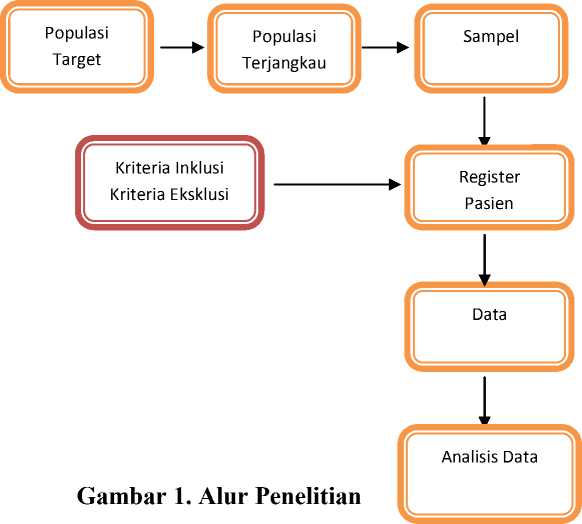 Populasi
Target
Populasi
Terjangkau
Sampel
Kriteria Inklusi
Kriteria Eksklusi
Register
Pasien
Data
Analisis Data
Gambar 1. Alur Penelitian